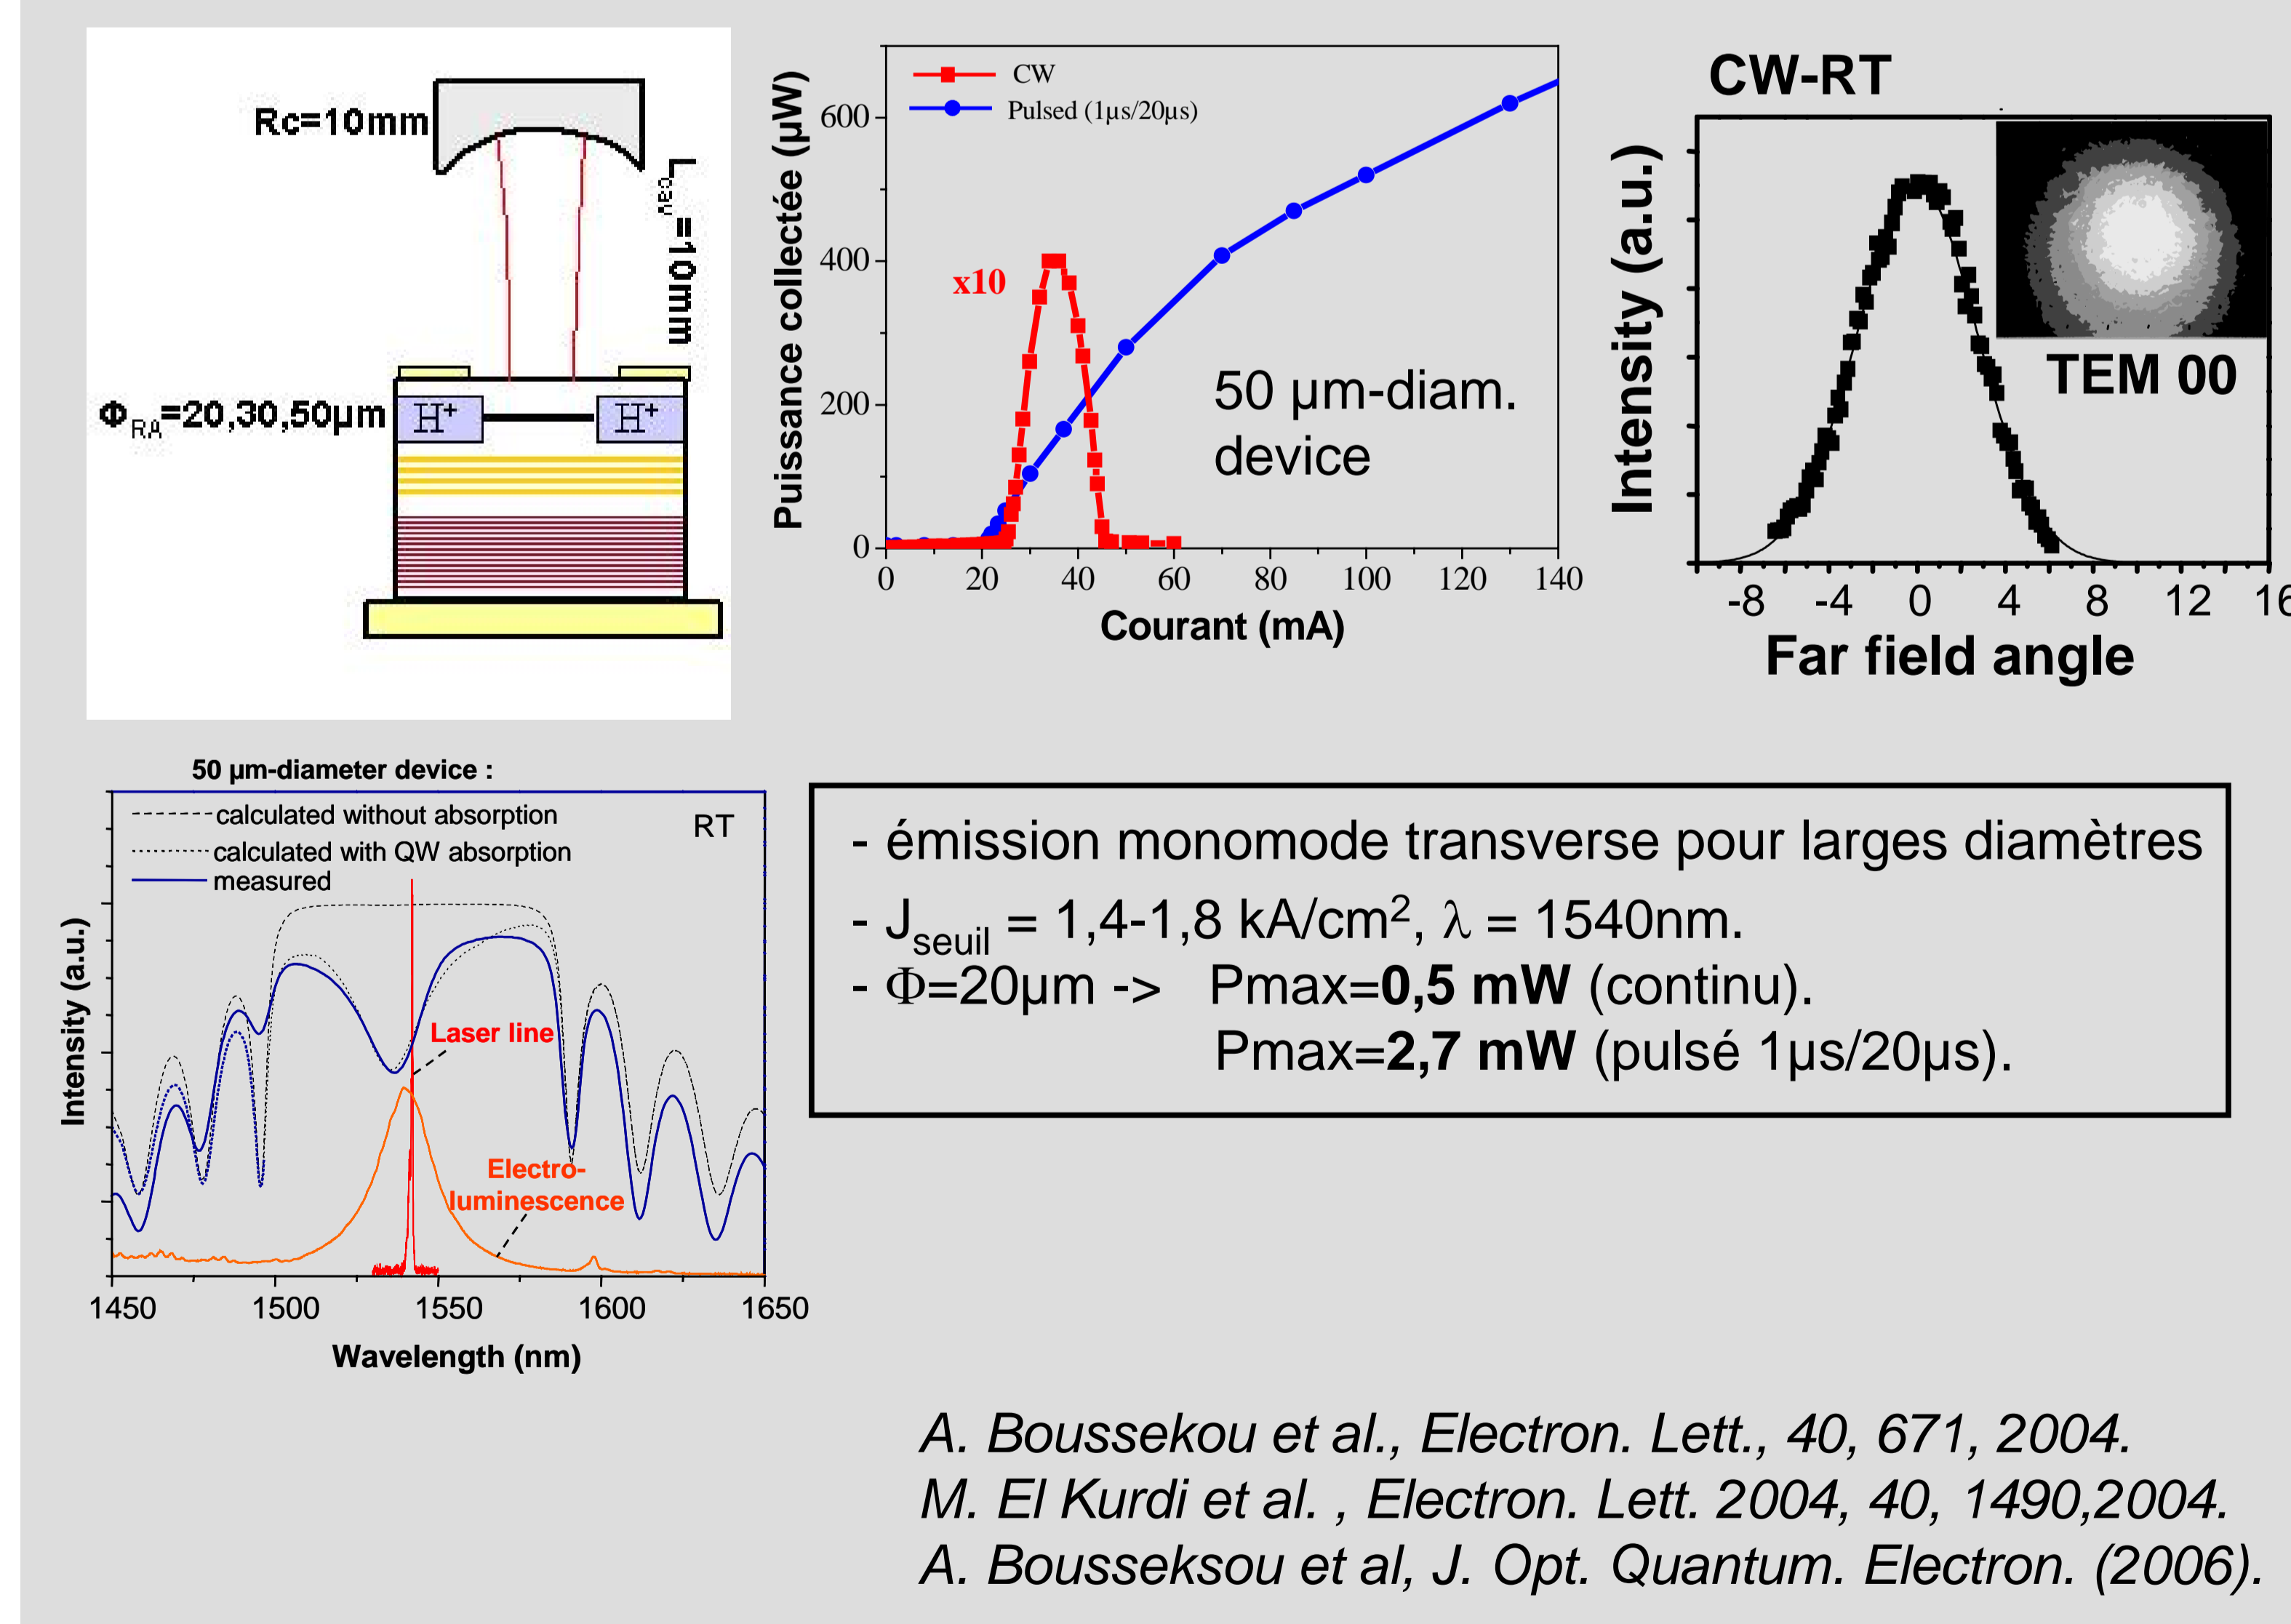 Rc=10mm
Lcav=10mm
ΦRA=20,30,50µm
H+
H+
Puissance collectée (µW)
CW
Pulsed (1µs/20µs)
600
400
200
0
x10
50 µm-diam.
device
0 20 40 60 80 100 120 140
Courant (mA)
CW-RT
Intensity (a.u.)
TEM 00
-8 -4 0 4 8 12 16
Far field angle
50 µm-diameter device :
calculated without absorption
calculated with QW absorption
measured
RT
Intensity (a.u.)
Laser line
Electro-
luminescence
1450 1500 1550 1600 1650
Wavelength (nm)
- émission monomode transverse pour larges diamètres
- Jseuil = 1,4-1,8 kA/cm², λ = 1540nm.
- Φ=20µm -> Pmax=0,5 mW (continu).
Pmax=2,7 mW (pulsé 1µs/20µs).
A. Boussekou et al., Electron. Lett., 40, 671, 2004.
M. El Kurdi et al. , Electron. Lett. 2004, 40, 1490,2004.
A. Bousseksou et al, J. Opt. Quantum. Electron. (2006).